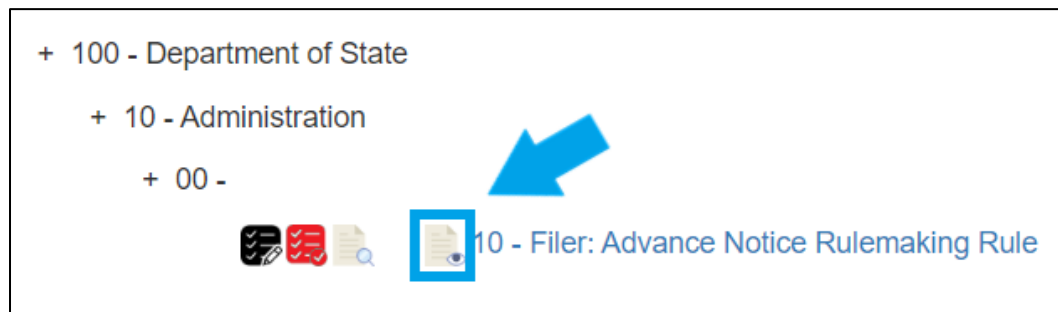 + 100 - Department of State
+ 10 - Administration
+ 00 -
10 - Filer: Advance Notice Rulemaking Rule